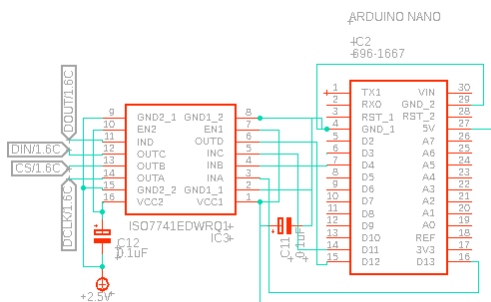 ARDUINO NANO
IC2
696-1667
DOUT/1.6C
DIN/1.6C
CS/1.6C
DCLK/1.6C
9 GND2_1 GND1_2 8
10 EN2 EN1 7
11 IND OUTD 6
12 OUTC INC 5
13 OUTB INB 4
14 OUTA INA 3
15 GND2_2 GND1_1 2
16 VCC2 VCC1 1
ISO7741EDWRQ1
IC3
C12
0.1uF
+2.5V
C11
0.1uF
1 TX1 VIN 30
2 RX0 GND_2 29
3 RST_1 RST_2 28
4 GND_1 5V 27
5 D2 A7 26
6 D3 A6 25
7 D4 A5 24
8 D5 A4 23
9 D6 A3 22
10 D7 A2 21
11 D8 A1 20
12 D9 A0 19
13 D10 REF 18
14 D11 3V3 17
15 D12 D13 16